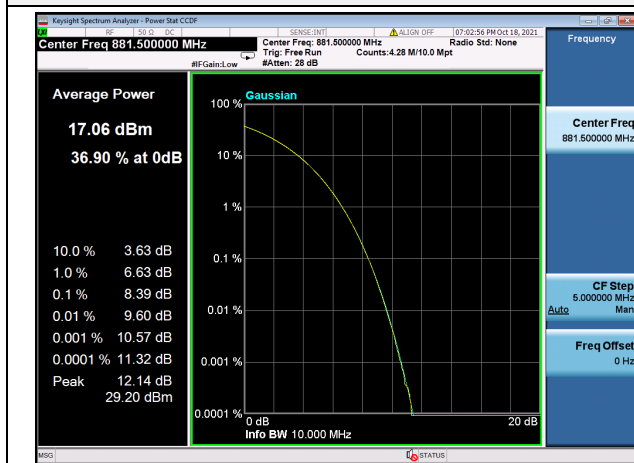 Keysight Spectrum Analyzer - Power Stat CCDF
LXI RF 50 Ω DC SENSE:INT ALIGN OFF 07:02:56 PM Oct 18, 2021
Center Freq 881.500000 MHz Center Freq: 881.500000 MHz Radio Std: None
Trig: Free Run Counts:4.28 M/10.0 Mpt
#IFGain:Low #Atten: 28 dB
Frequency
Average Power
17.06 dBm
36.90 % at 0dB
10.0 % 3.63 dB
1.0 % 6.63 dB
0.1 % 8.39 dB
0.01 % 9.60 dB
0.001 % 10.57 dB
0.0001 % 11.32 dB
Peak 12.14 dB
29.20 dBm
Gaussian
100 %
10 %
1 %
0.1 %
0.01 %
0.001 %
0.0001 %
0 dB 20 dB
Info BW 10.000 MHz
Center Freq
881.500000 MHz
CF Step
5.000000 MHz
Auto Man
Freq Offset
0 Hz
MSG STATUS